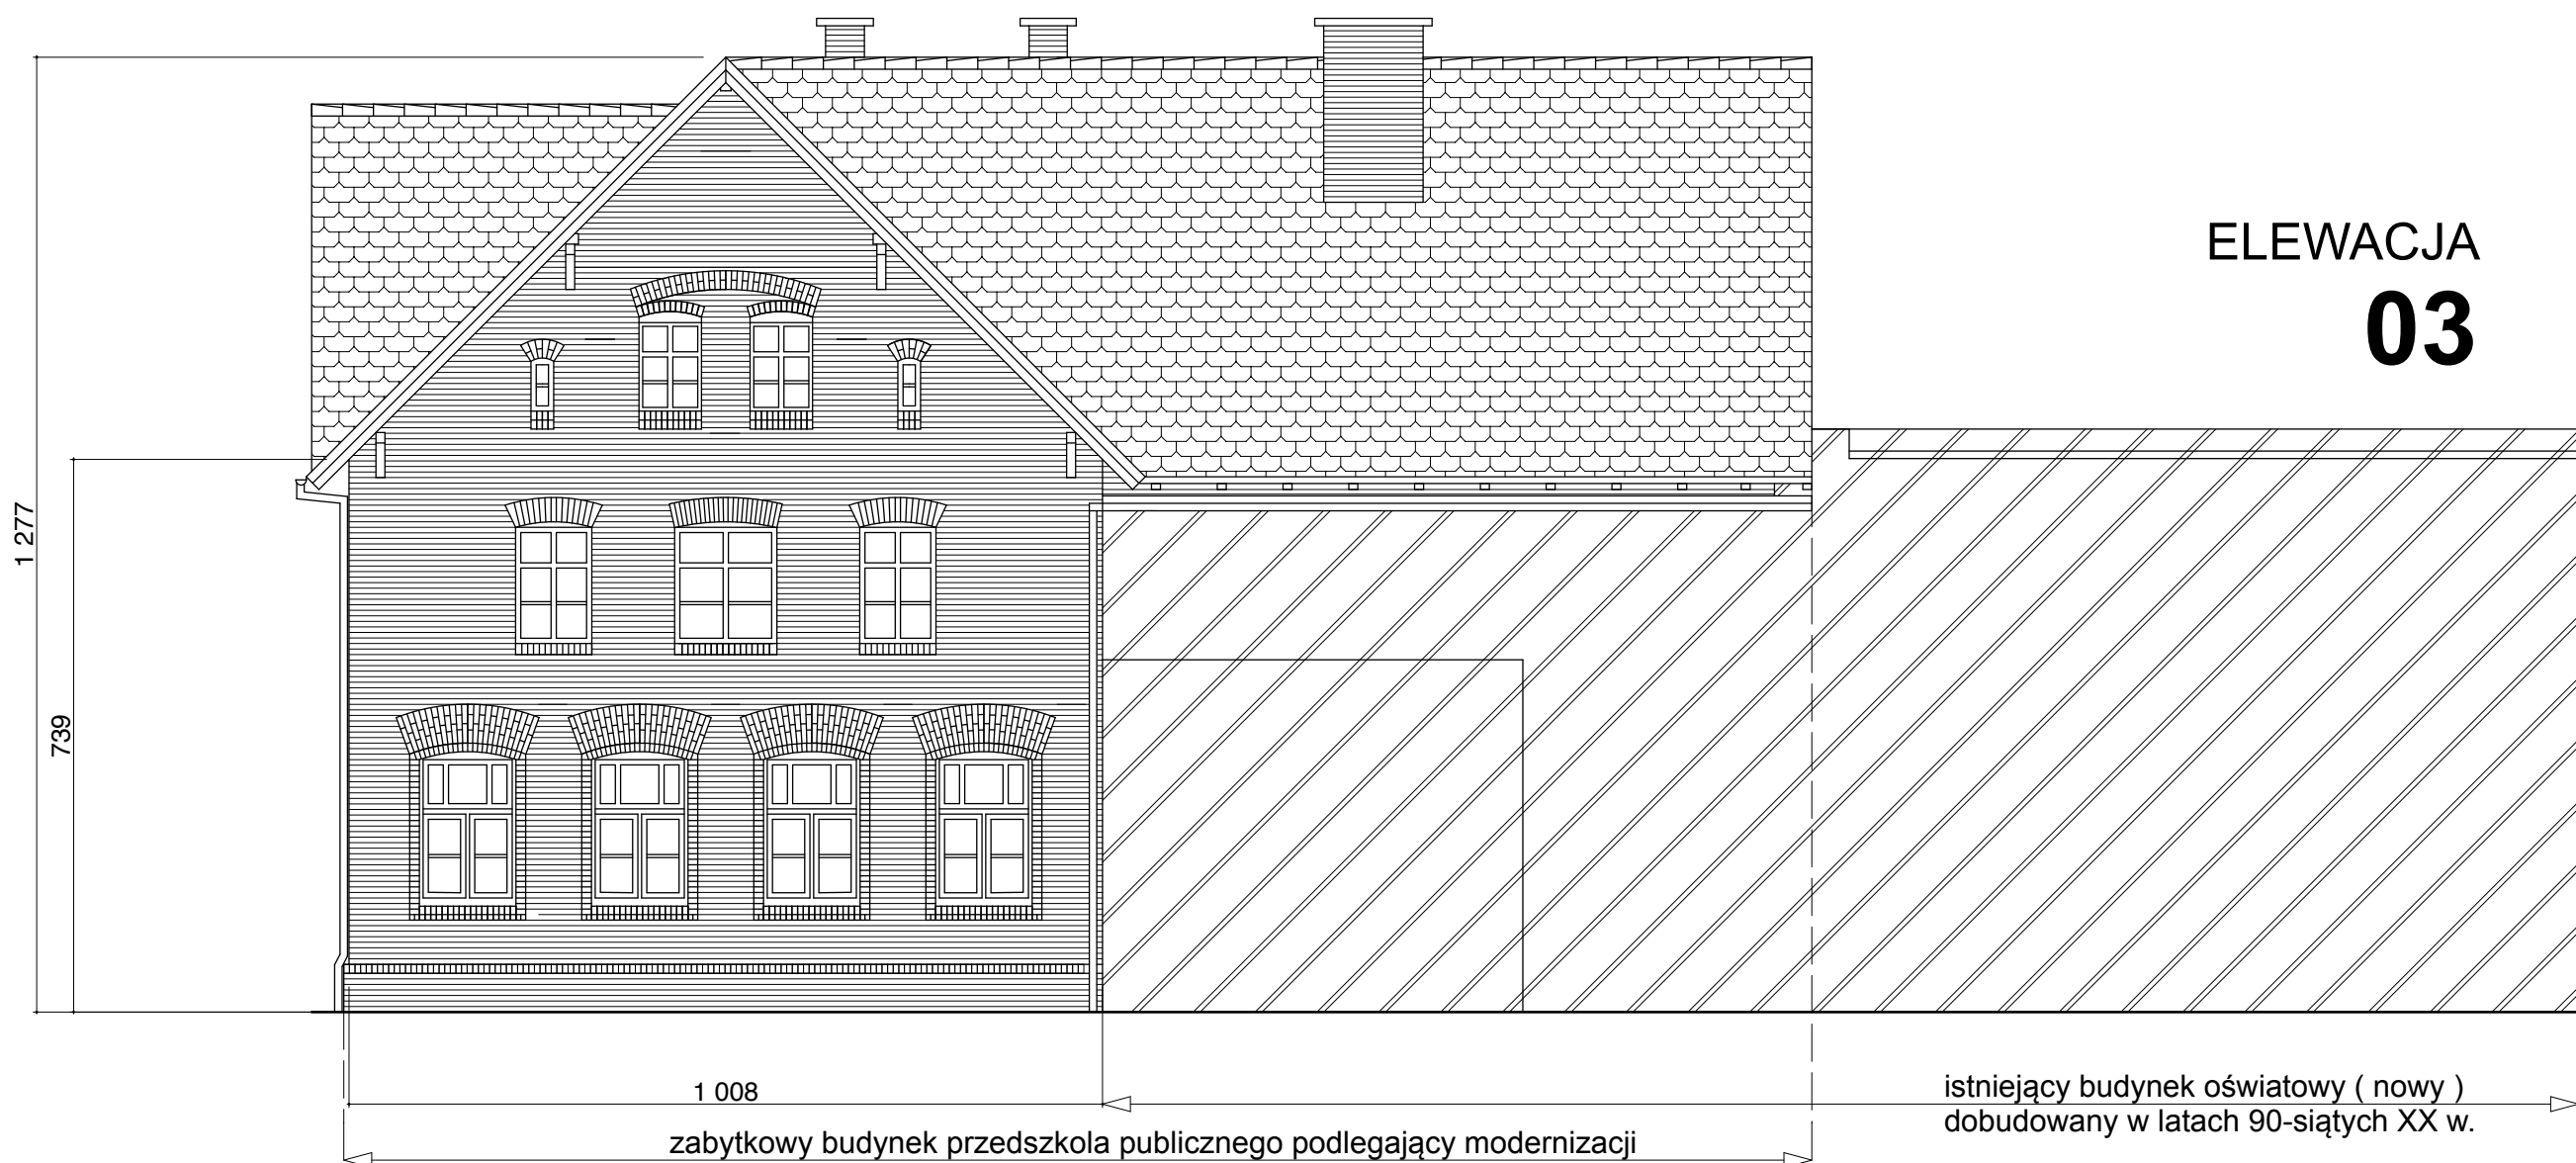 ELEWACJA
03
1 277
739
1 008
istniejący budynek oświatowy ( nowy )
dobudowany w latach 90-siątych XX w.
zabytkowy budynek przedszkola publicznego podlegający modernizacji